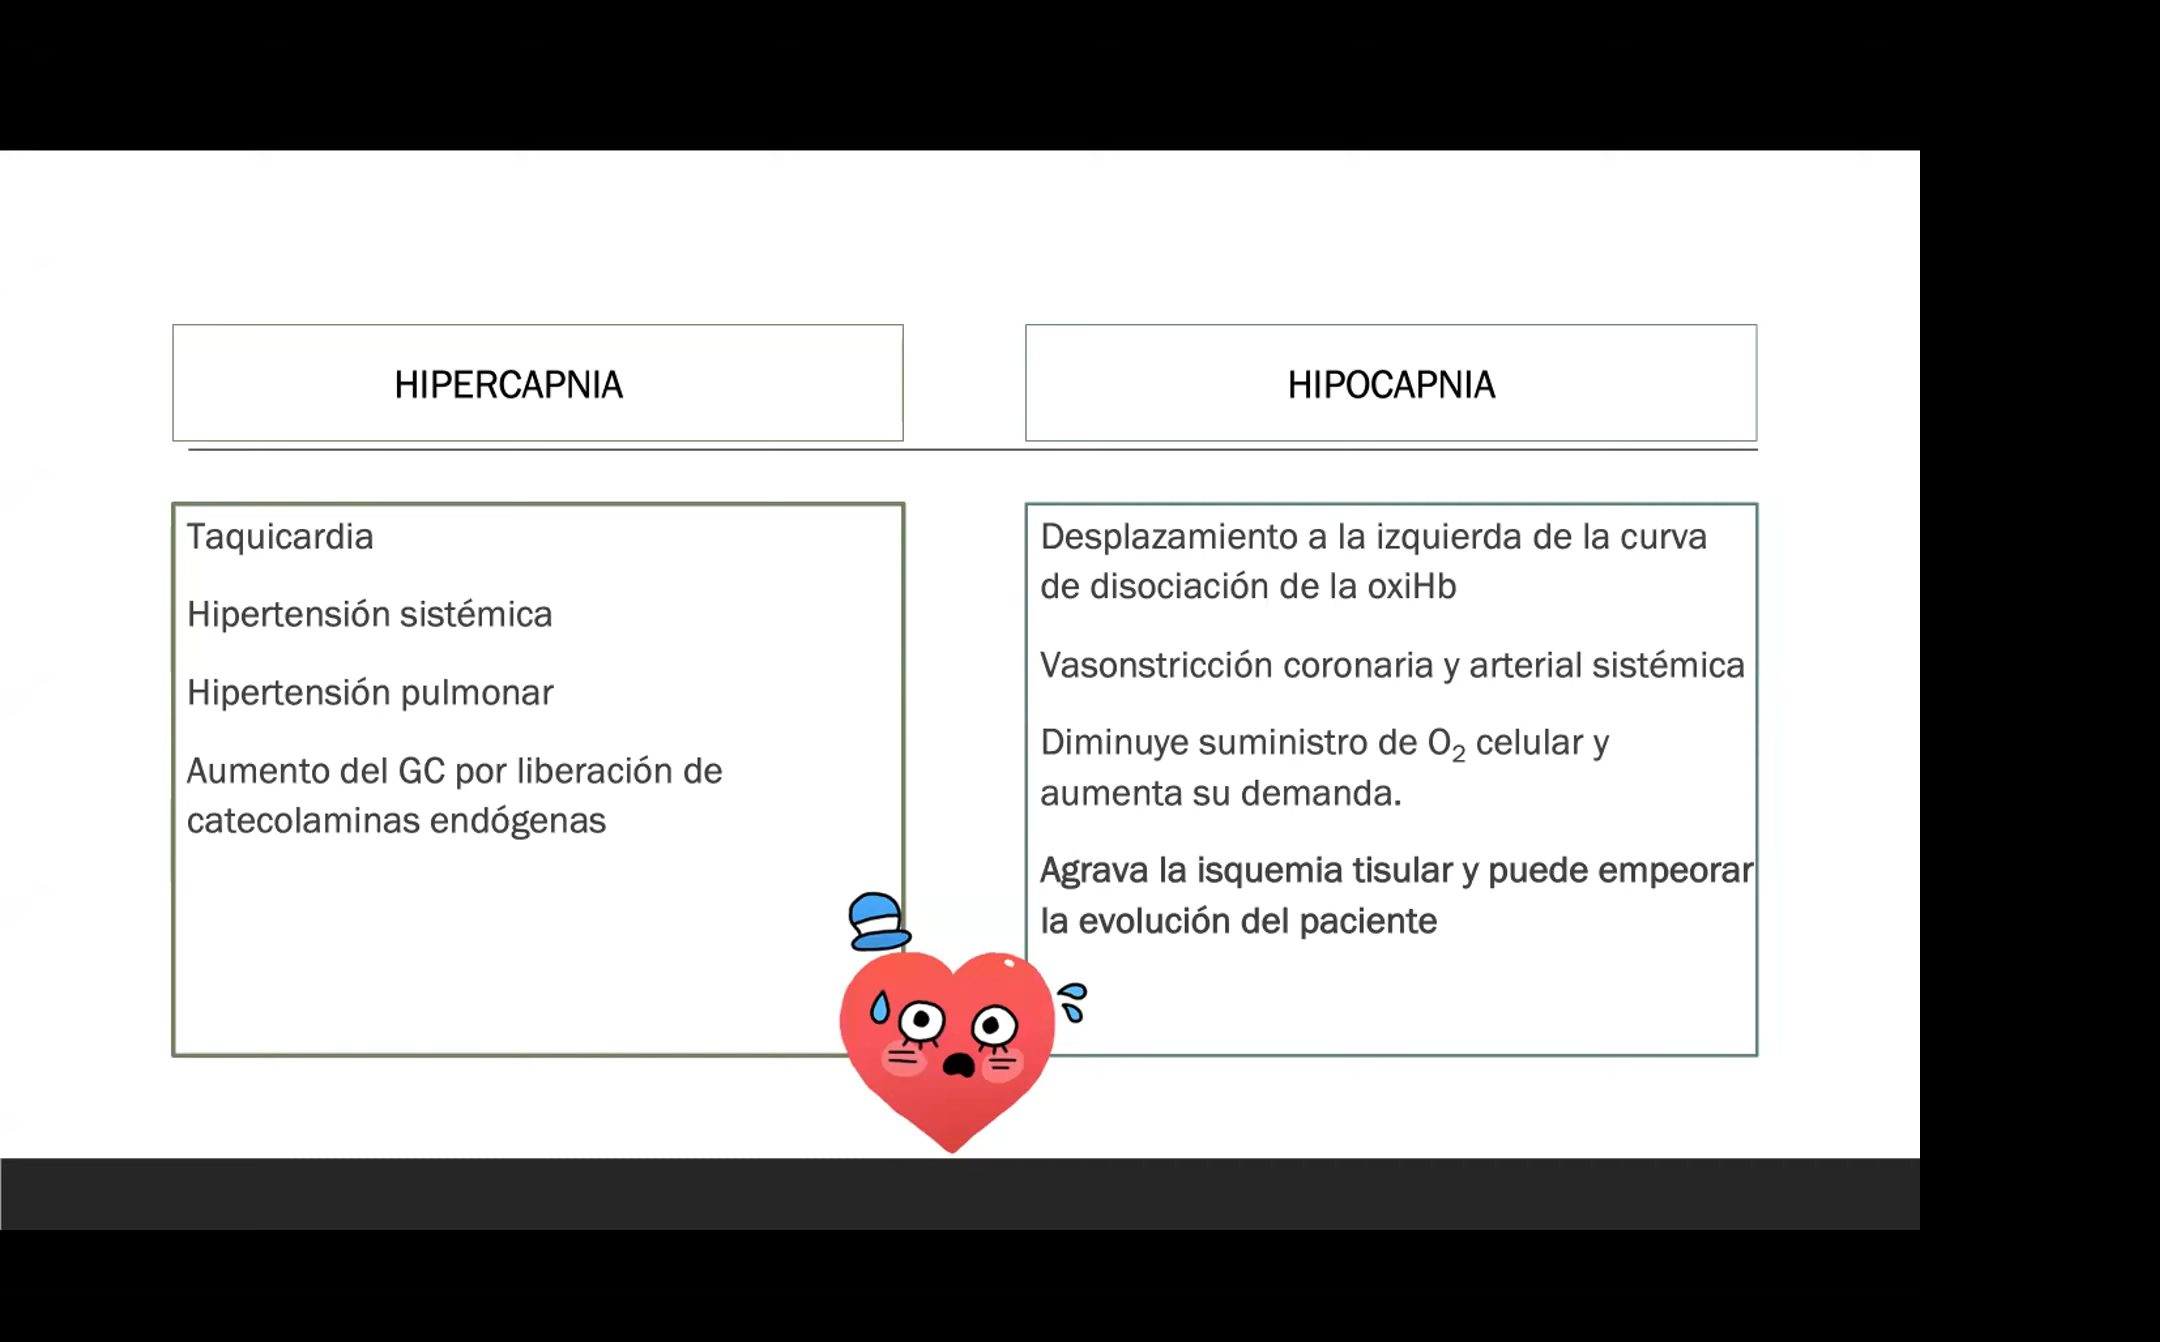 HIPERCAPNIA
Taquicardia
Hipertensión sistémica
Hipertensión pulmonar
Aumento del GC por liberación de
catecolaminas endógenas
HIPOCAPNIA
Desplazamiento a la izquierda de la curva
de disociación de la oxiHb
Vasonstricción coronaria y arterial sistémica
Diminuye suministro de O₂ celular y
aumenta su demanda.
Agrava la isquemia tisular y puede empeorar
la evolución del paciente